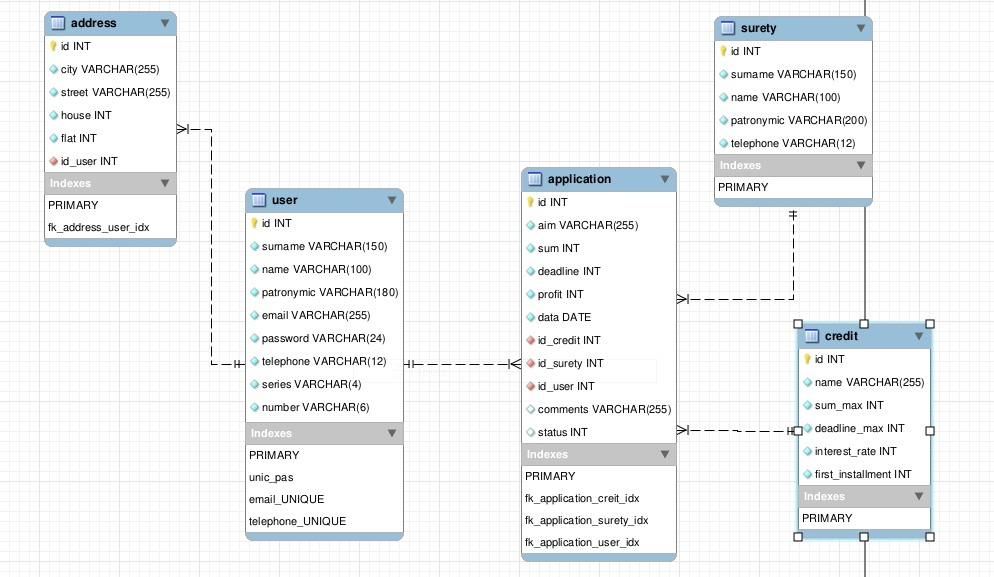 address
id INT
city VARCHAR(255)
street VARCHAR(255)
house INT
flat INT
id_user INT
Indexes
PRIMARY
fk_address_user_idx
user
id INT
surname VARCHAR(150)
name VARCHAR(100)
patronymic VARCHAR(180)
email VARCHAR(255)
password VARCHAR(24)
telephone VARCHAR(12)
series VARCHAR(4)
number VARCHAR(6)
Indexes
PRIMARY
unic_pas
email_UNIQUE
telephone_UNIQUE
application
id INT
aim VARCHAR(255)
sum INT
deadline INT
profit INT
data DATE
id_credit INT
id_surety INT
id_user INT
comments VARCHAR(255)
status INT
Indexes
PRIMARY
fk_application_creit_idx
fk_application_surety_idx
fk_application_user_idx
surety
id INT
surname VARCHAR(150)
name VARCHAR(100)
patronymic VARCHAR(200)
telephone VARCHAR(12)
Indexes
PRIMARY
credit
id INT
name VARCHAR(255)
sum_max INT
deadline_max INT
interest_rate INT
first_installment INT
Indexes
PRIMARY